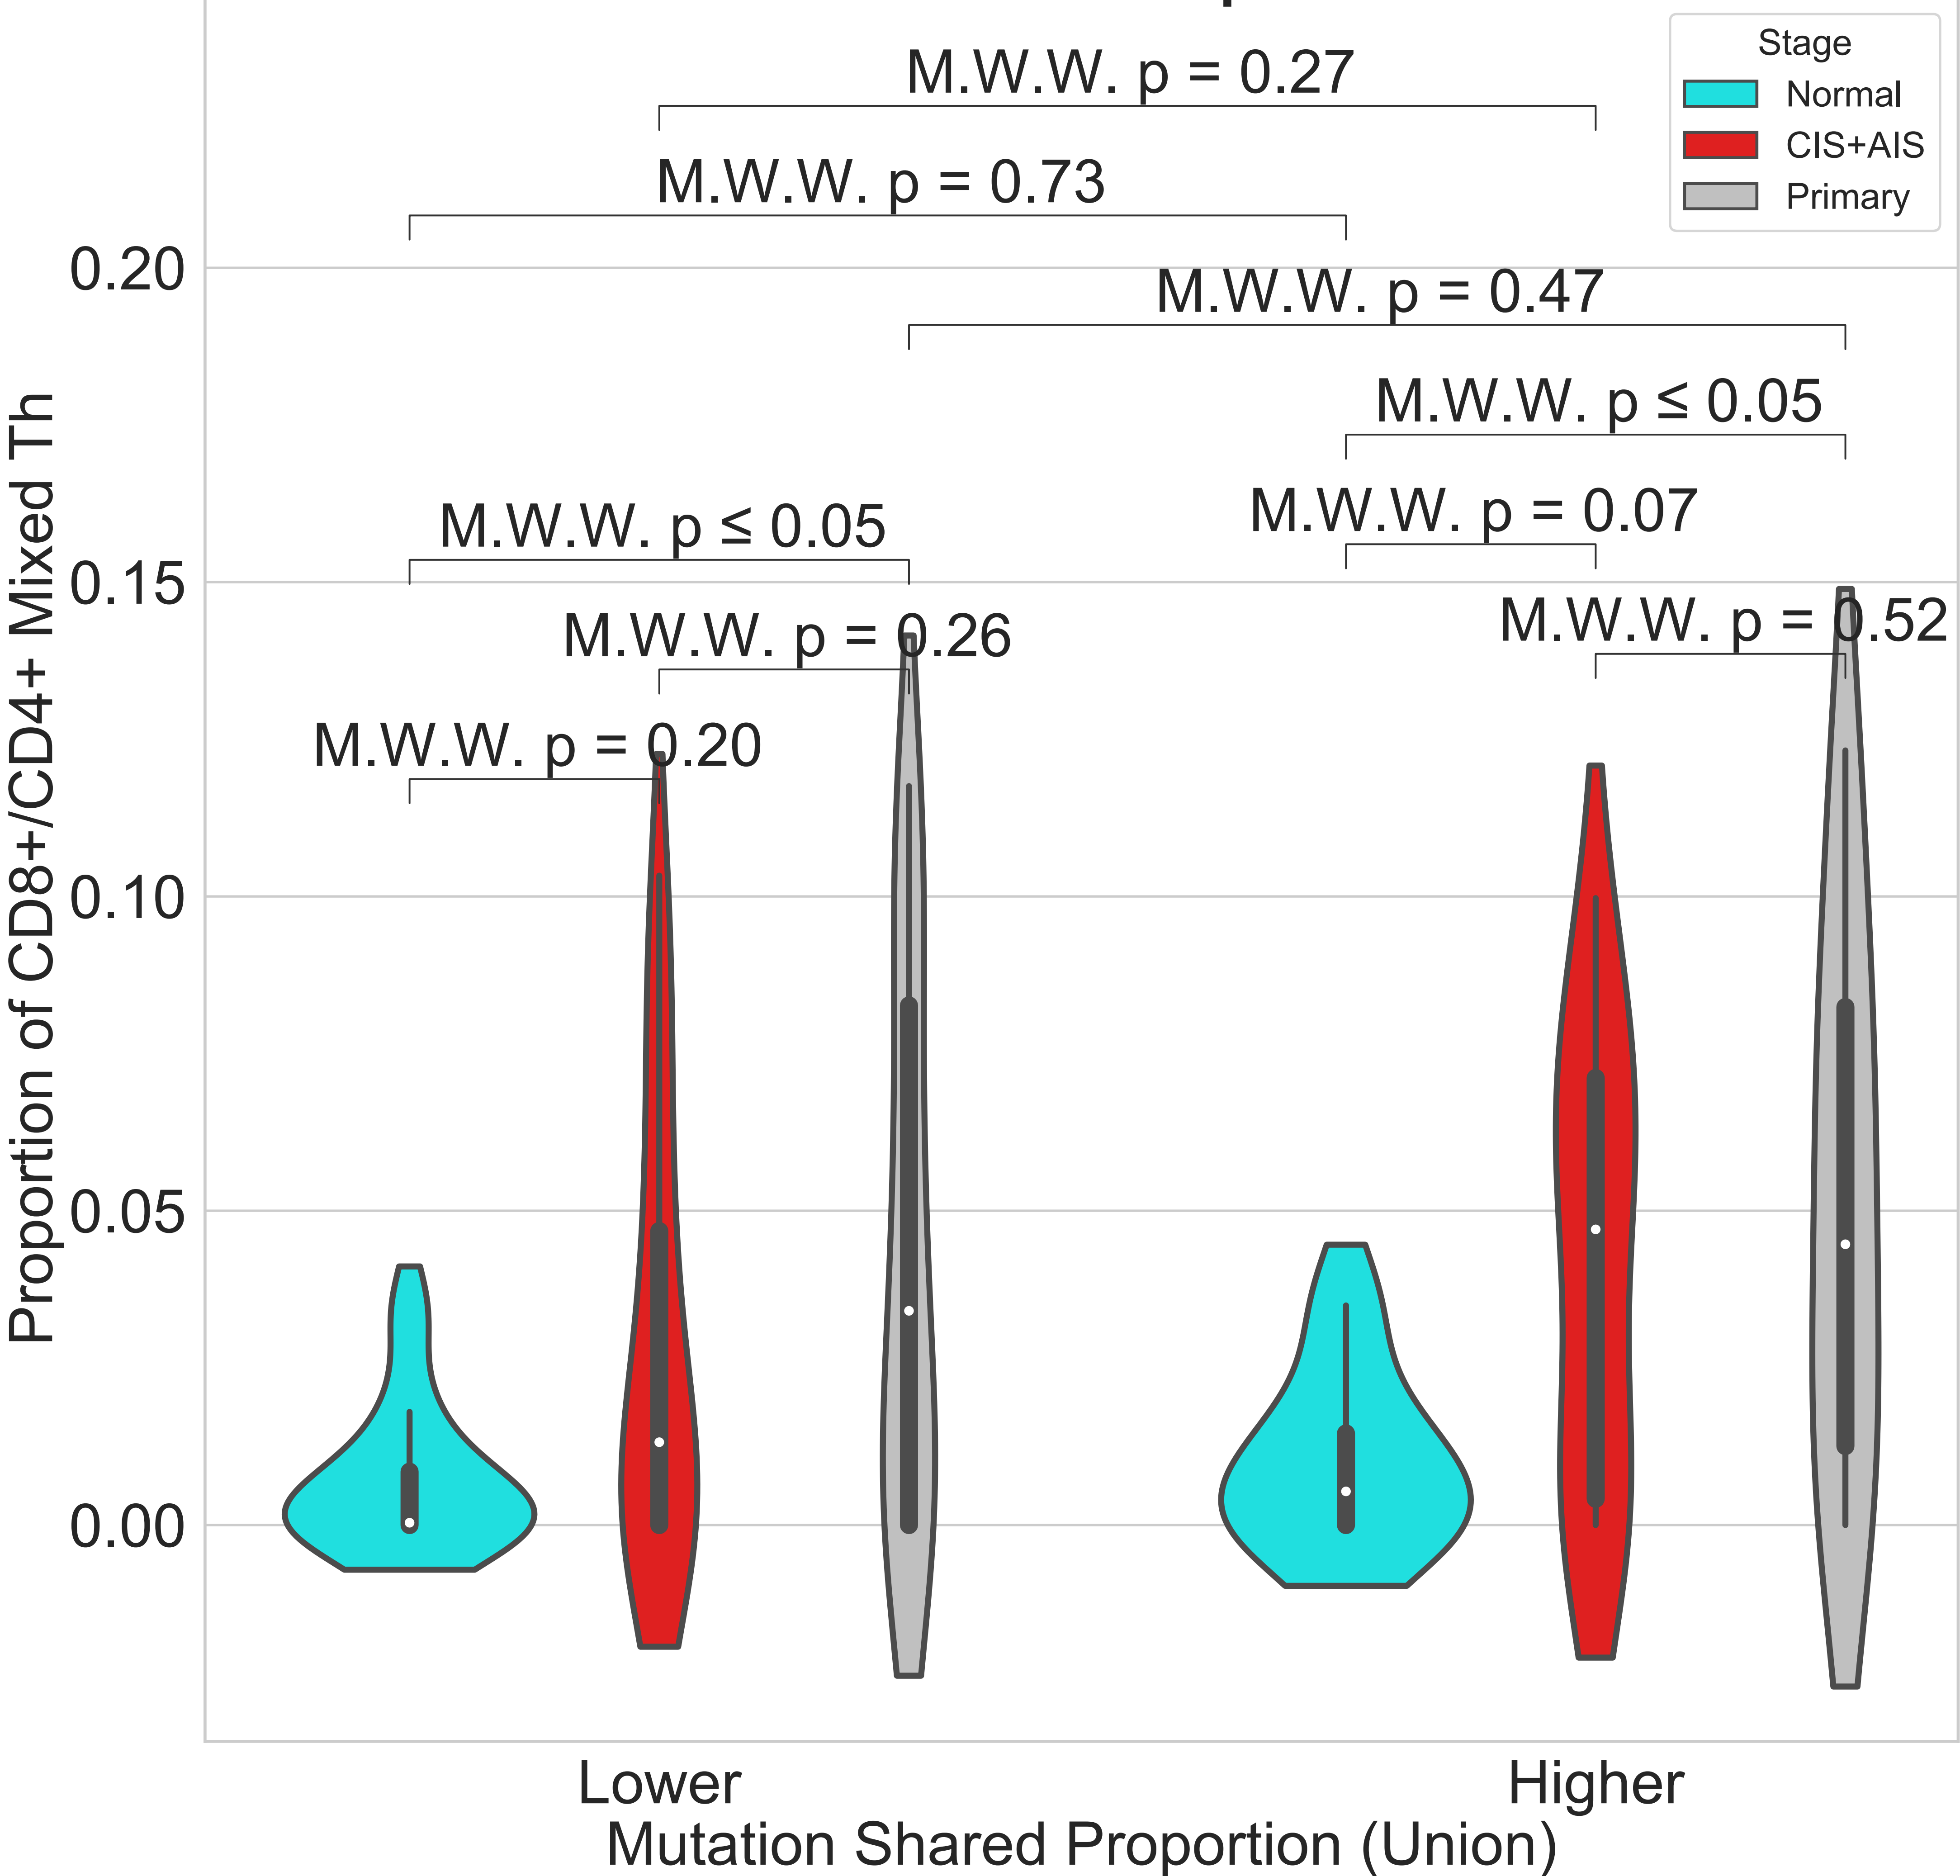 M.W.W. p = 0.27
M.W.W. p = 0.73
M.W.W. p = 0.47
M.W.W. p ≤ 0.05
M.W.W. p = 0.07
M.W.W. p = 0.52
M.W.W. p ≤ 0.05
M.W.W. p = 0.26
M.W.W. p = 0.20
Stage
Normal
CIS+AIS
Primary
Proportion of CD8+/CD4+ Mixed Th
0.20
0.15
0.10
0.05
0.00
Lower
Higher
Mutation Shared Proportion (Union)